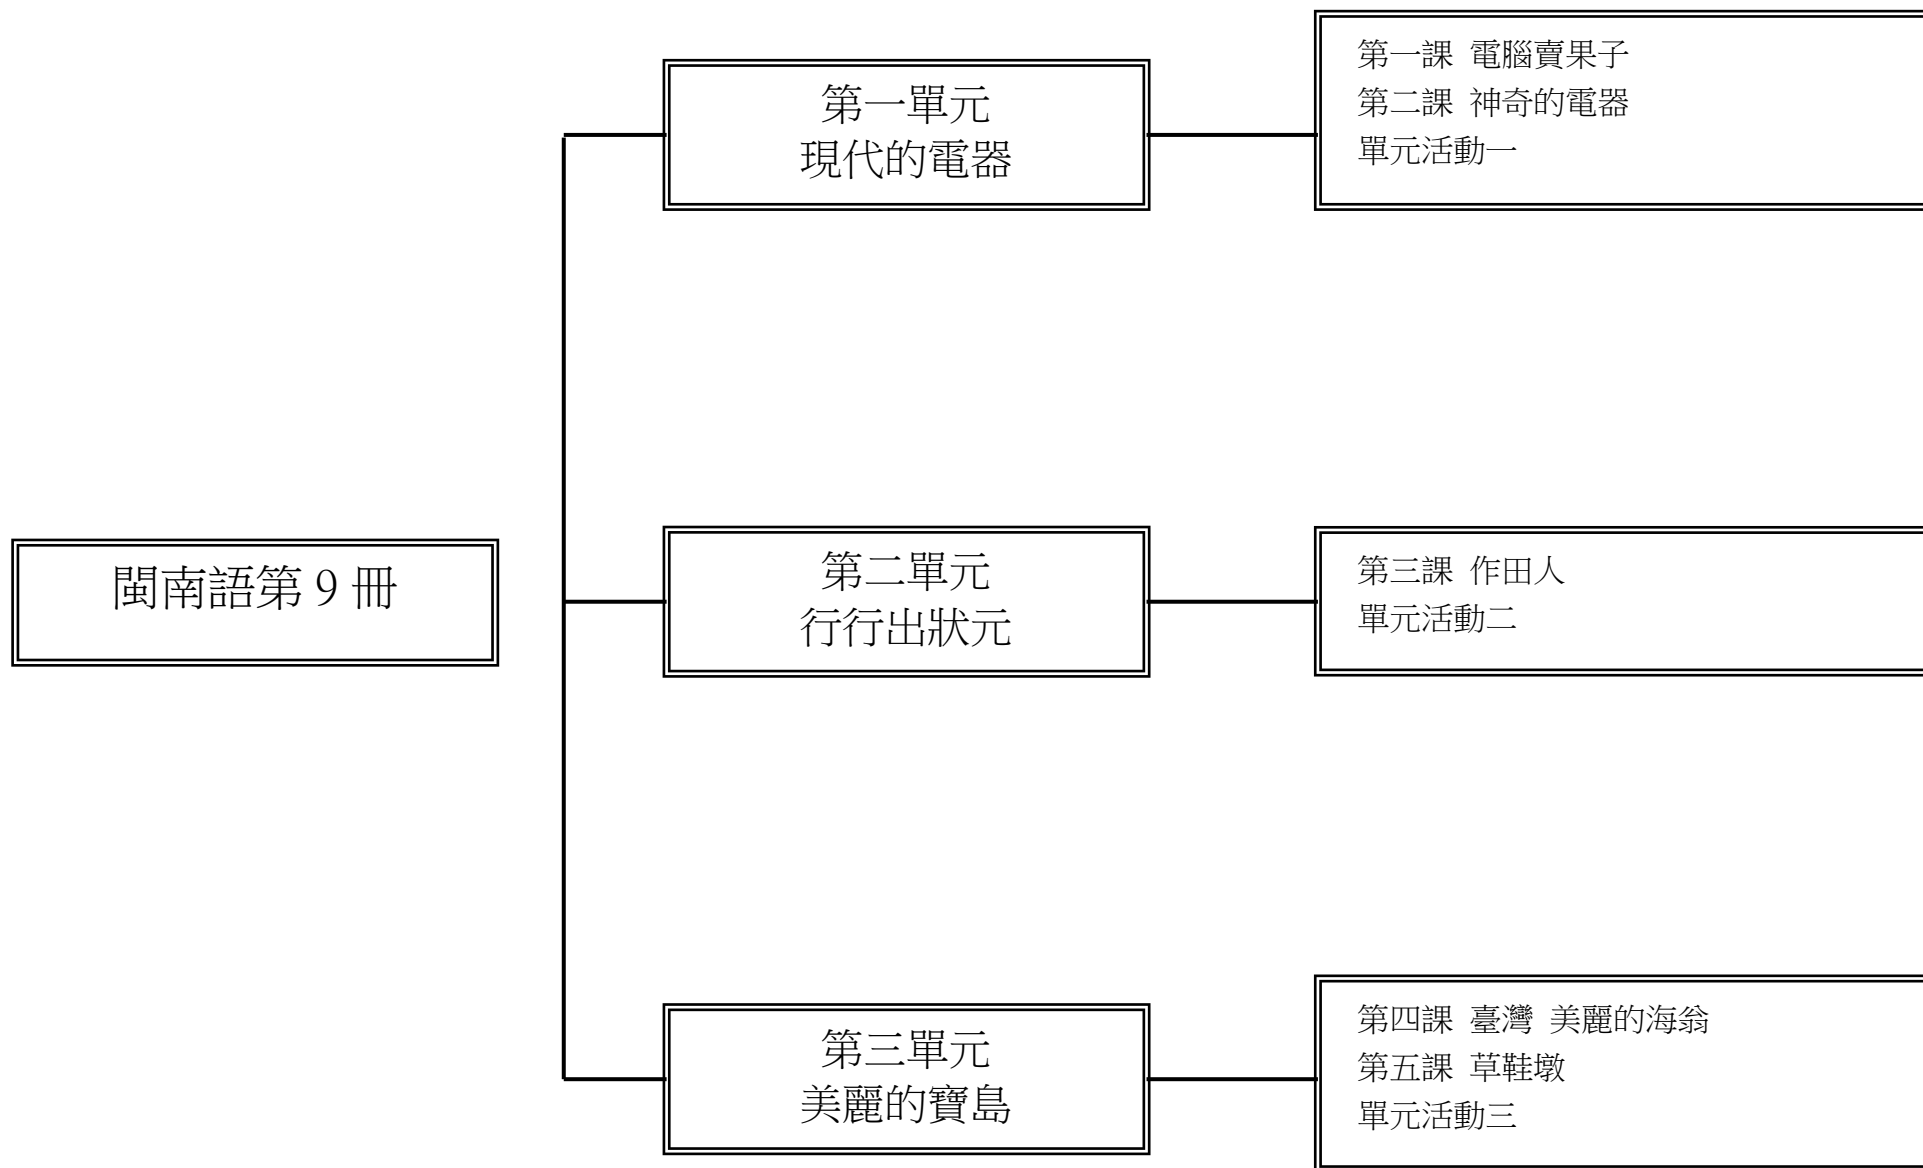 閩南語第 9 冊
第一單元
現代的電器
第一課 電腦賣果子
第二課 神奇的電器
單元活動一
第二單元
行行出狀元
第三課 作田人
單元活動二
第三單元
美麗的寶島
第四課 臺灣 美麗的海翁
第五課 草鞋墩
單元活動三